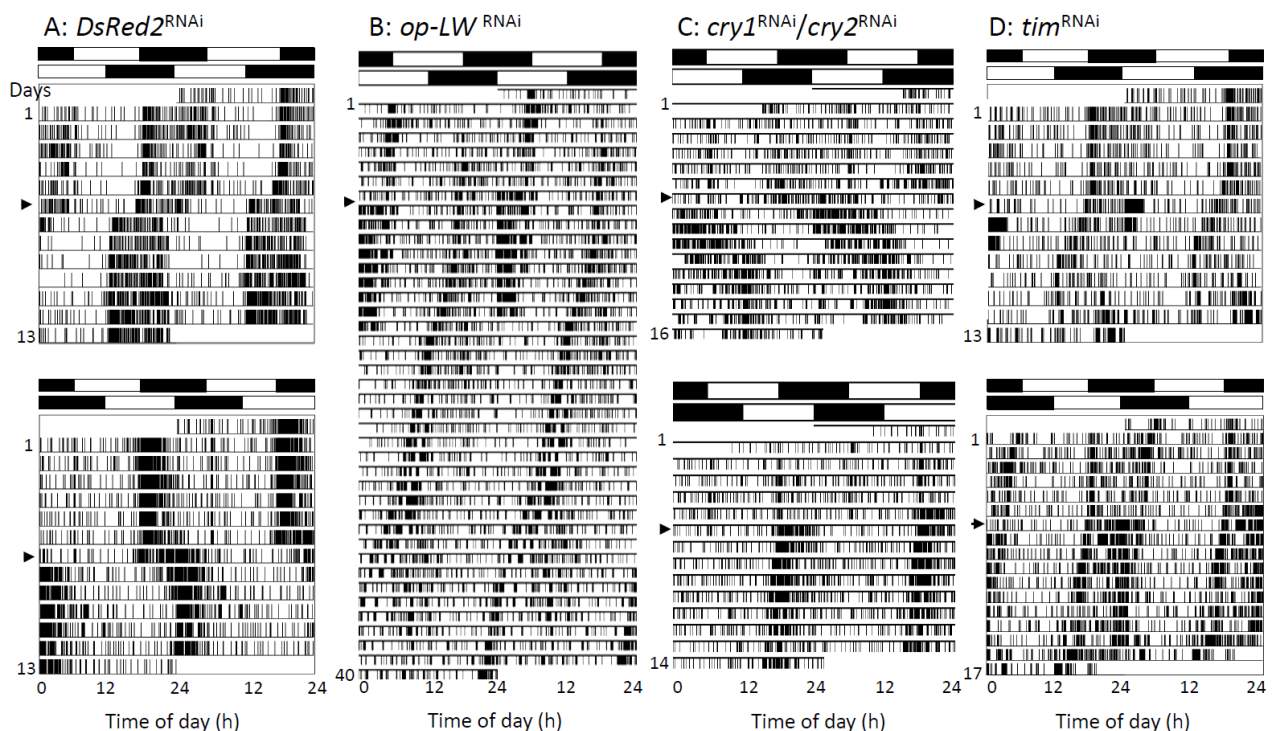 A: DsRed2RNAi
B: op-LW RNAi
C: cry1RNAi/cry2RNAi
D: timRNAi
Days
1
13
1
13
0 12 24 12 24
Time of day (h)
1
40
0 12 24 12 24
Time of day (h)
1
16
1
14
0 12 24 12 24
Time of day (h)
1
13
1
17
0 12 24 12 24
Time of day (h)